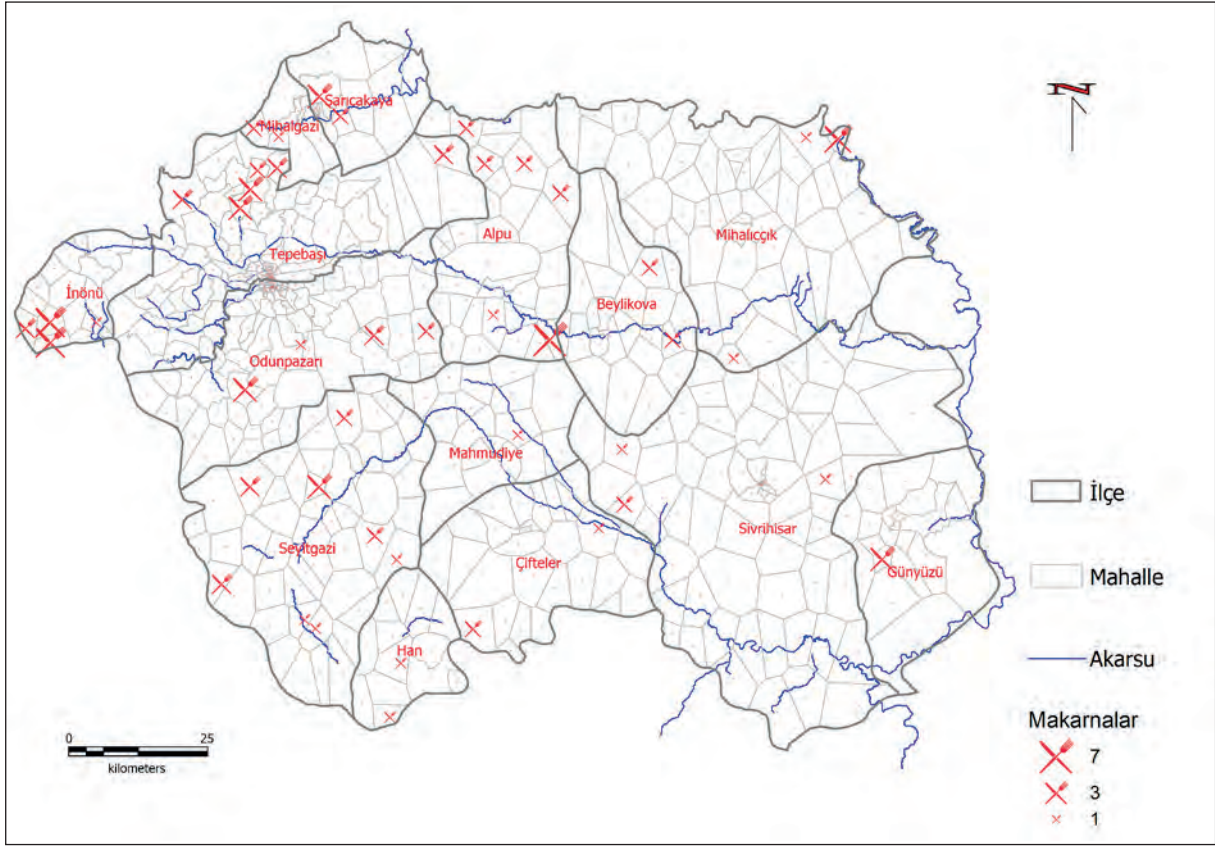 N
Sarıcakaya
Mihalgazi
Alpu
Mihalıççık
Tepebaşı
İnönü
Beylikova
Odunpazarı
Mahmudiye
Sivrihisar
Seyitgazi
Çifteler
Günyüzü
Han
İlçe
Mahalle
Akarsu
Makarnalar
7
3
1
0 25
kilometers